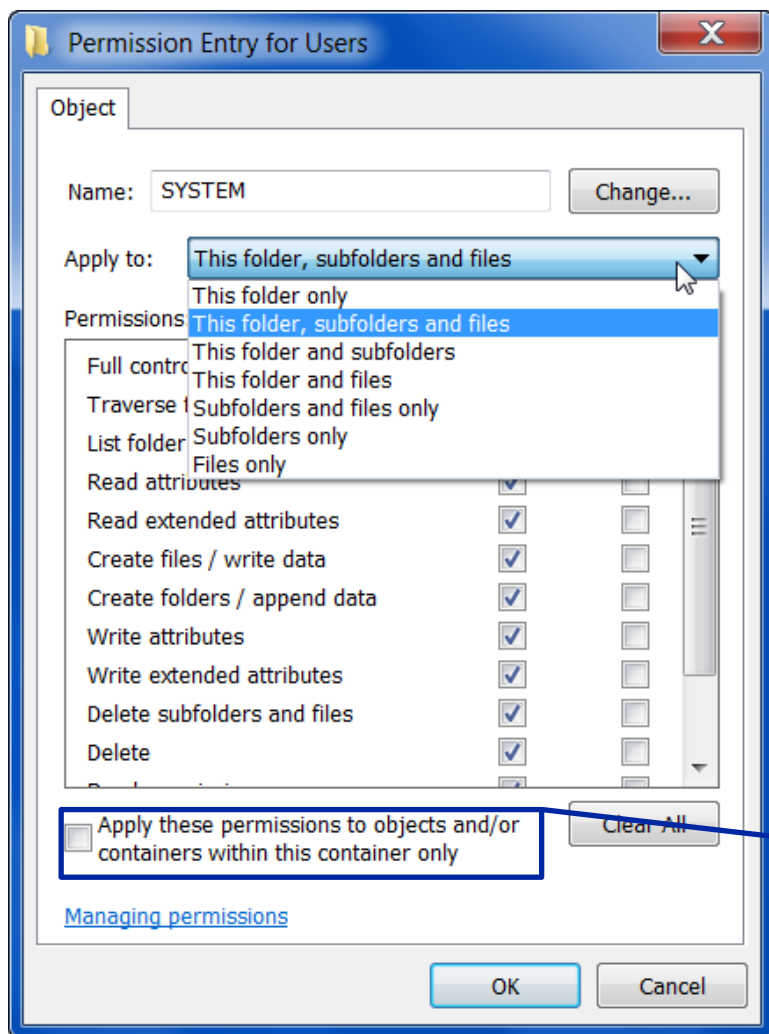 Permission Entry for Users
Object
Name: SYSTEM Change...
Apply to: This folder, subfolders and files
This folder only
Permissions This folder, subfolders and files
This folder and subfolders
Full contro
This folder and files
Traverse f
Subfolders and files only
List folder
Subfolders only
Files only
Read attributes
Read extended attributes
Create files / write data
Create folders / append data
Write attributes
Write extended attributes
Delete subfolders and files
Delete
Apply these permissions to objects and/or
containers within this container only
Clear All
Managing permissions
OK Cancel